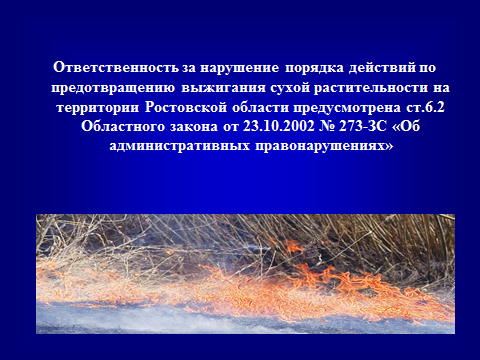 Ответственность за нарушение порядка действий по
предотвращению выжигания сухой растительности на
территории Ростовской области предусмотрена ст.6.2
Областного закона от 23.10.2002 № 273-ЗС «Об
административных правонарушениях»